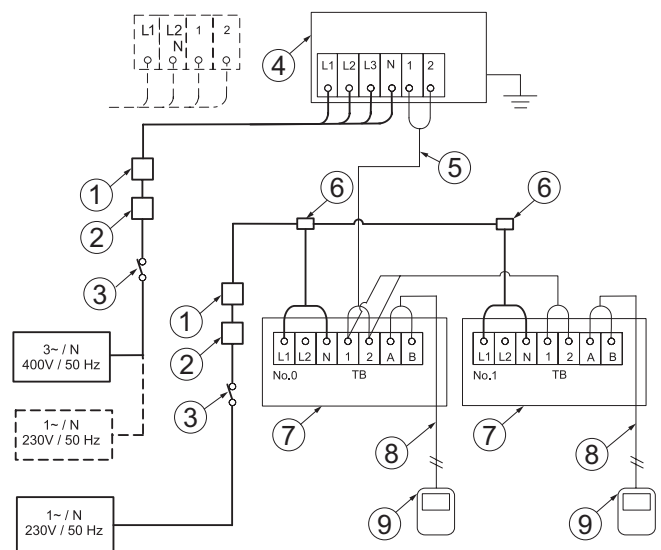 L1 L2 N 1 2
4
L1 L2 L3 N 1 2
1
5
6
6
2
3
1
2
3
3~ / N
400V / 50 Hz
L1 L2 N 1 2 A B
No.0 TB
L1 L2 N 1 2 A B
No.1 TB
1~ / N
230V / 50 Hz
7
8
7
8
1~ / N
230V / 50 Hz
9
9